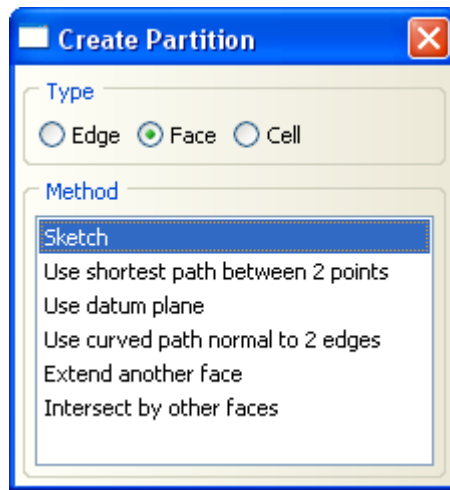 Create Partition
Type
Edge Face Cell
Method
Sketch
Use shortest path between 2 points
Use datum plane
Use curved path normal to 2 edges
Extend another face
Intersect by other faces